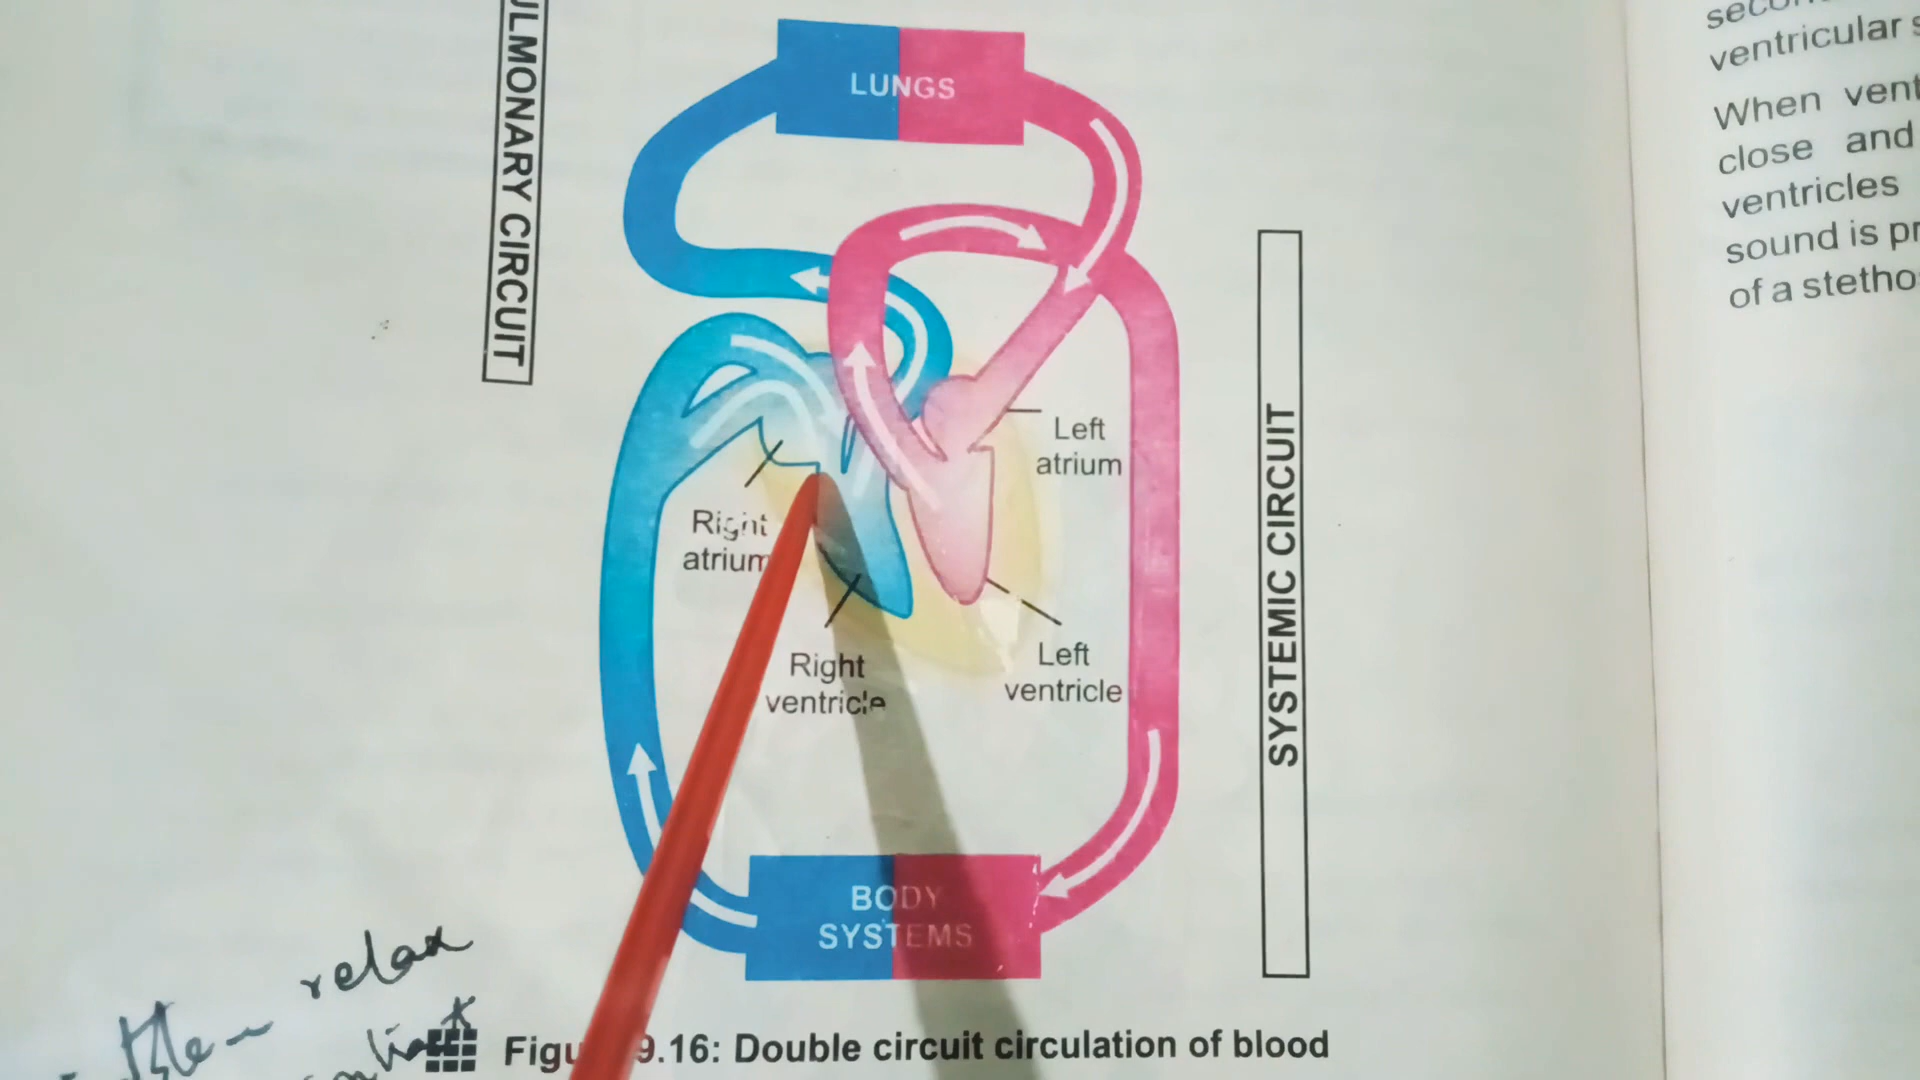 ULMONARY CIRCUIT
LUNGS
Left
atrium
Right
atrium
Right
ventricle
Left
ventricle
SYSTEMIC CIRCUIT
BODY
SYSTEMS
relax
9.16: Double circuit circulation of blood
ventricular s
When vent
close and
ventricles
sound is pr
of a stetho